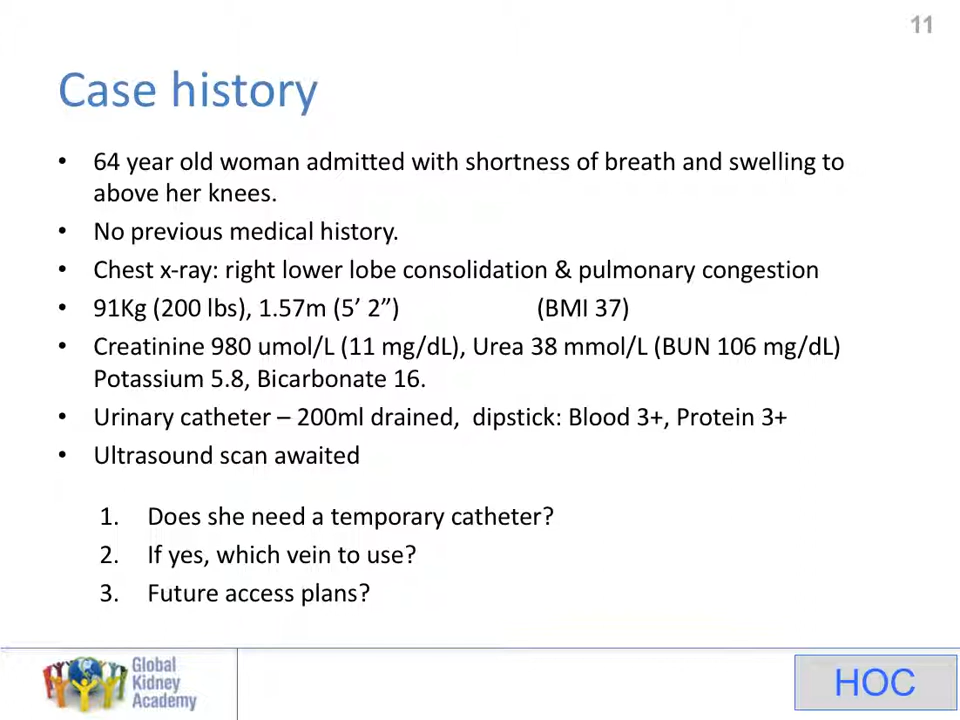 11
Case history
• 64 year old woman admitted with shortness of breath and swelling to
above her knees.
• No previous medical history.
• Chest x-ray: right lower lobe consolidation & pulmonary congestion
• 91Kg (200 lbs), 1.57m (5’ 2”) (BMI 37)
• Creatinine 980 umol/L (11 mg/dL), Urea 38 mmol/L (BUN 106 mg/dL)
Potassium 5.8, Bicarbonate 16.
• Urinary catheter – 200ml drained, dipstick: Blood 3+, Protein 3+
• Ultrasound scan awaited
1. Does she need a temporary catheter?
2. If yes, which vein to use?
3. Future access plans?
Global
Kidney
Academy
HOC